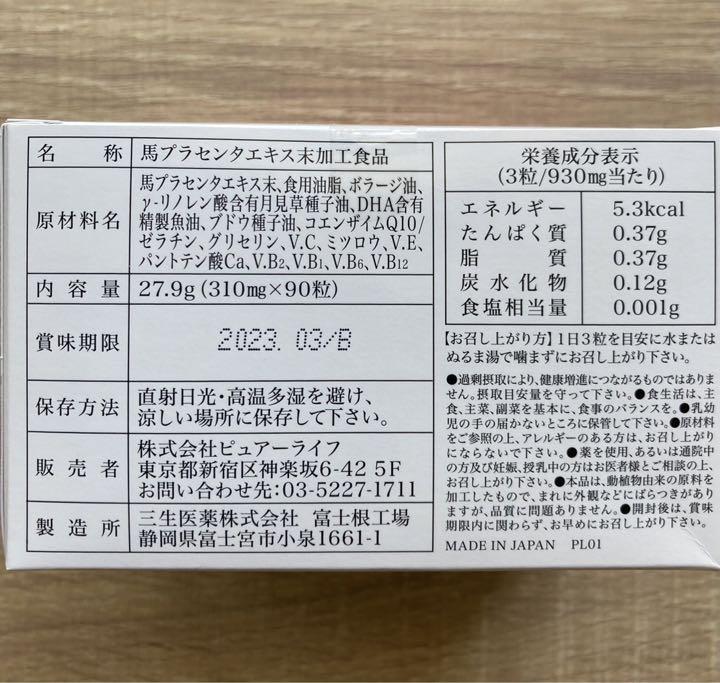 名称 馬プラセンタエキス末加工食品
原材料名 馬プラセンタエキス末、食用油脂、ボラージ油、
γ-リノレン酸含有月見草種子油、DHA含有
精製魚油、ブドウ種子油、コエンザイムQ10/
ゼラチン、グリセリン、V.C、ミツロウ、V.E、
パントテン酸Ca、V.B2、V.B1、V.B6、V.B12
内容量 27.9g (310mg×90粒)
賞味期限 2023. 03/B
保存方法 直射日光・高温多湿を避け、
涼しい場所に保存して下さい。
販売者 株式会社ピュアーライフ
東京都新宿区神楽坂6-42 5F
お問い合わせ先:03-5227-1711
製造所 三生医薬株式会社 富士根工場
静岡県富士宮市小泉1661-1
栄養成分表示
(3粒/930mg当たり)
エネルギー 5.3kcal
たんぱく質 0.37g
脂質 0.37g
炭水化物 0.12g
食塩相当量 0.001g
【お召し上がり方】1日3粒を目安に水または
ぬるま湯で噛まずにお召し上がり下さい。
●過剰摂取により、健康増進につながるものではありま
せん。摂取目安量を守って下さい。●食生活は、主
食、主菜、副菜を基本に、食事のバランスを。●乳幼
児の手の届かないところに保管して下さい。●原材料
をご参照の上、アレルギーのある方は、お召し上がり
にならないで下さい。●薬を使用、あるいは通院中
の方及び妊娠、授乳中の方はお医者様とご相談の上、
お召し上がり下さい。●本品は、動植物由来の原料
を加工したもので、まれに外観などにばらつきがあり
ますが、品質に問題ありません。●開封後は、賞味
期限内に関わらず、お早めにお召し上がり下さい。
MADE IN JAPAN PL01